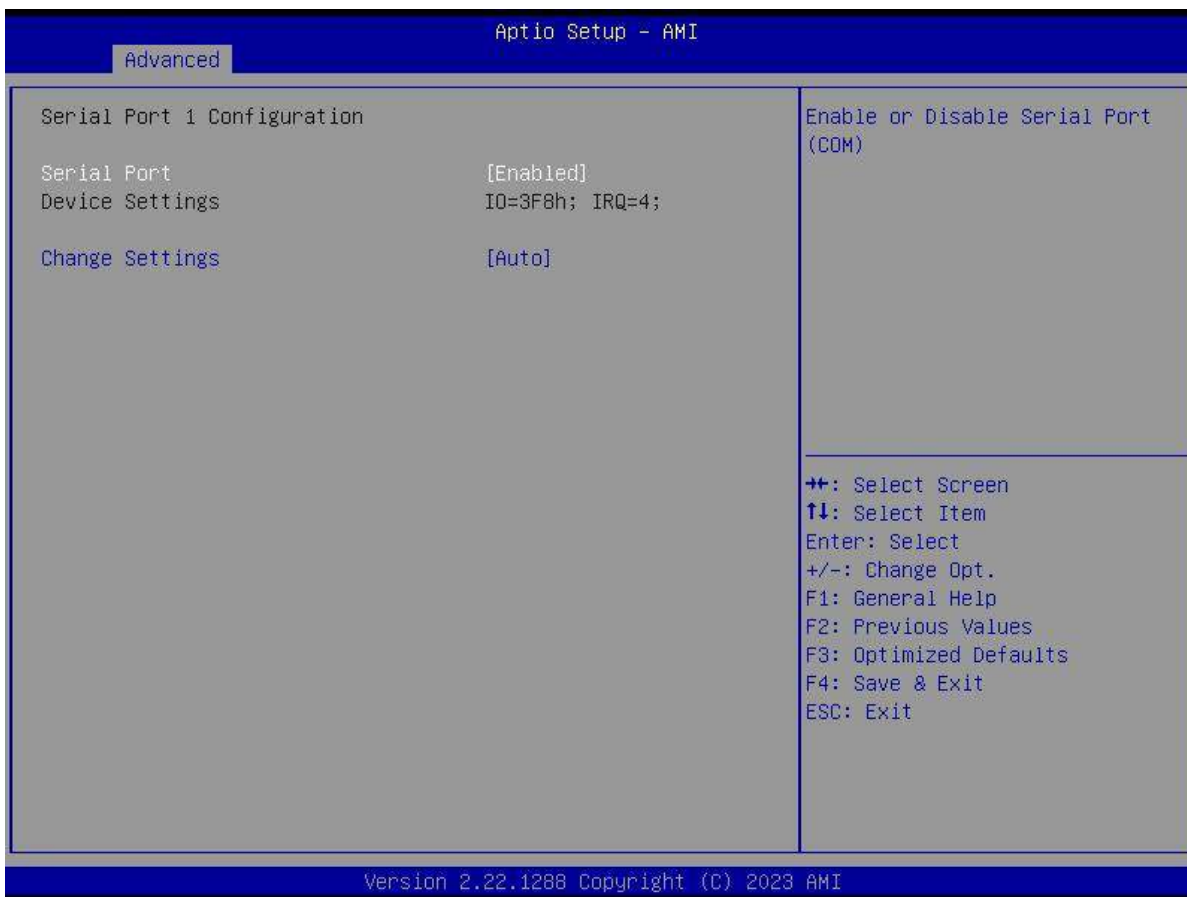 Aptio Setup - AMI
Advanced
Serial Port 1 Configuration
Serial Port [Enabled]
Device Settings IO=3F8h; IRQ=4;
Change Settings [Auto]
Enable or Disable Serial Port
(COM)
→←: Select Screen
↑↓: Select Item
Enter: Select
+/-: Change Opt.
F1: General Help
F2: Previous Values
F3: Optimized Defaults
F4: Save & Exit
ESC: Exit
Version 2.22.1288 Copyright (C) 2023 AMI